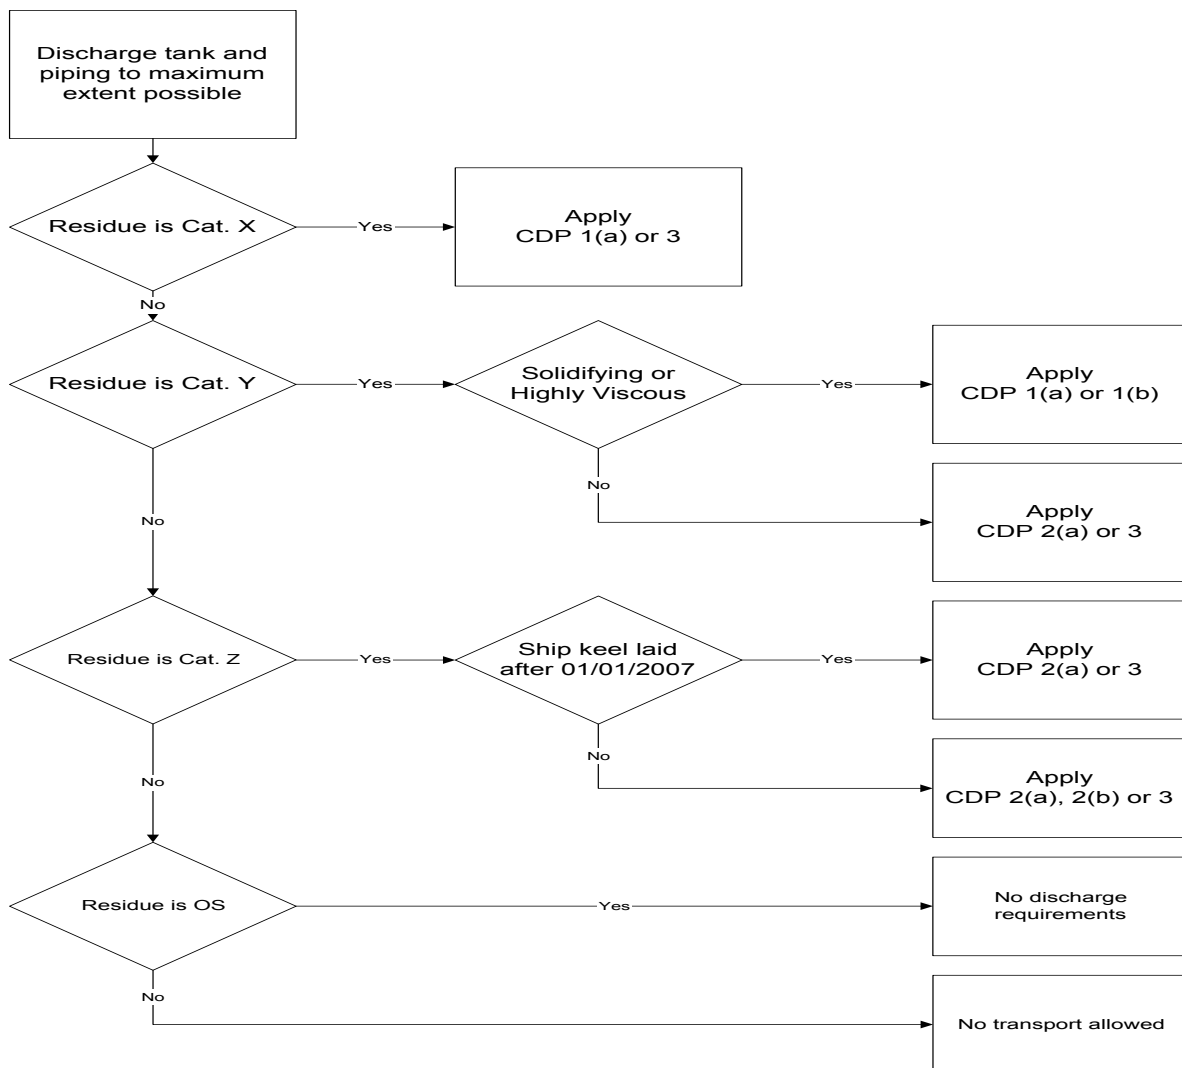 Discharge tank and
piping to maximum
extent possible
Residue is Cat. X
Yes
Apply
CDP 1(a) or 3
No
Residue is Cat. Y
Yes
Solidifying or
Highly Viscous
Yes
Apply
CDP 1(a) or 1(b)
No
Apply
CDP 2(a) or 3
No
Residue is Cat. Z
Yes
Ship keel laid
after 01/01/2007
Yes
Apply
CDP 2(a) or 3
No
Apply
CDP 2(a), 2(b) or 3
No
Residue is OS
Yes
No discharge
requirements
No
No transport allowed